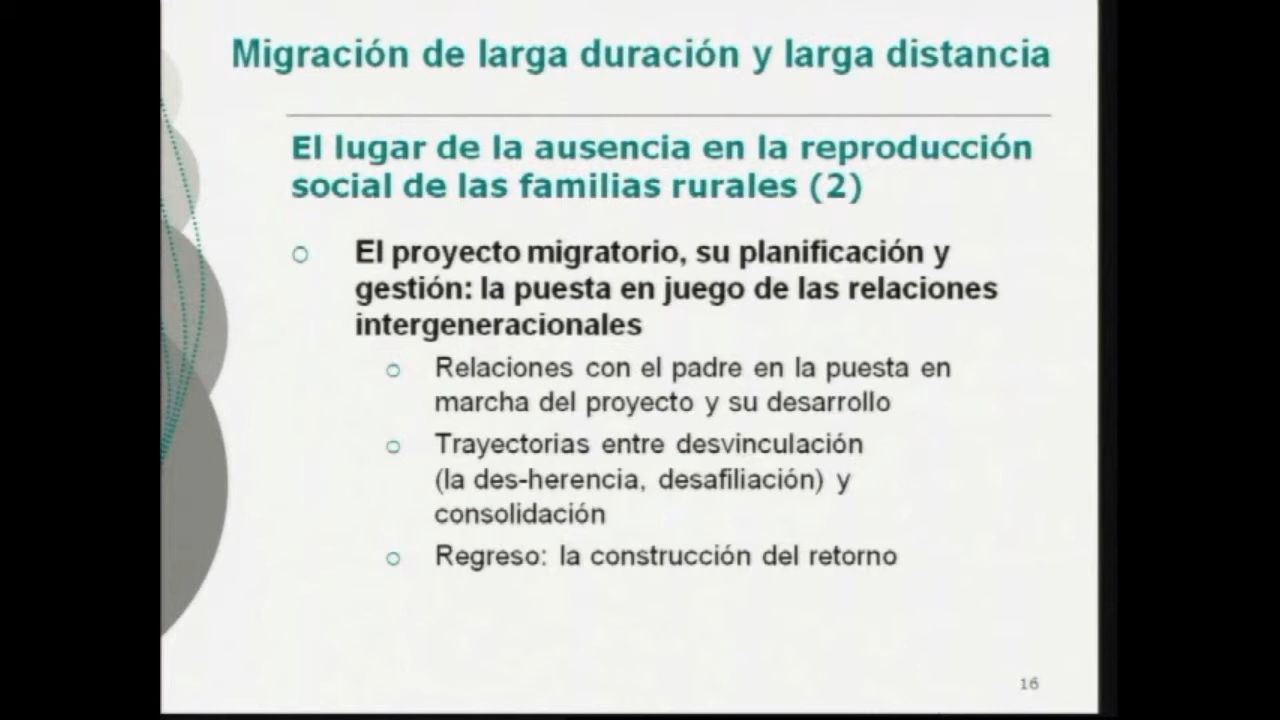 Migración de larga duración y larga distancia
El lugar de la ausencia en la reproducción
social de las familias rurales (2)
El proyecto migratorio, su planificación y
gestión: la puesta en juego de las relaciones
intergeneracionales
Relaciones con el padre en la puesta en
marcha del proyecto y su desarrollo
Trayectorias entre desvinculación
(la des-herencia, desafiliación) y
consolidación
Regreso: la construcción del retorno
16